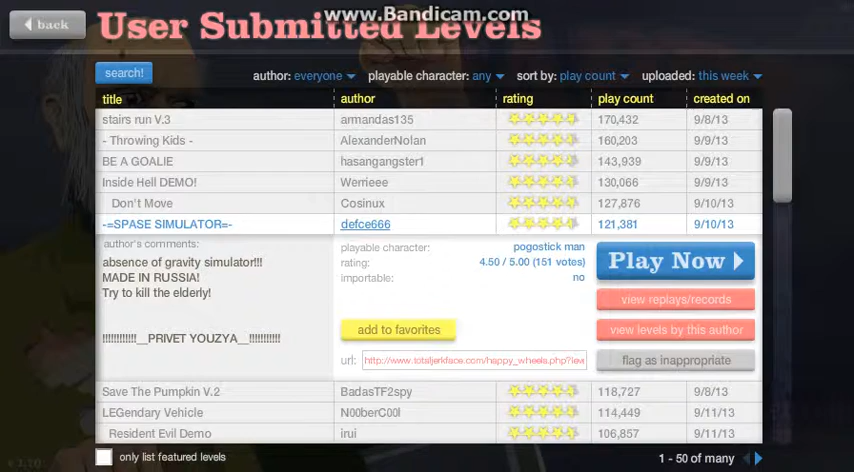 www.Bandicam.com
back
User Submitted Levels
search!
author: everyone playable character: any sort by: play count uploaded: this week
title author rating play count created on
stairs run V.3 armandas135 170,432 9/8/13
- Throwing Kids - AlexanderNolan 160,203 9/9/13
BE A GOALIE hasangangster1 143,939 9/9/13
Inside Hell DEMO! Werrieee 130,066 9/9/13
Don't Move Cosinux 127,876 9/10/13
-=SPASE SIMULATOR=- defce666 121,381 9/10/13
author's comments:
absence of gravity simulator!!!
MADE IN RUSSIA!
Try to kill the elderly!
!!!!!!!!!!!!!__PRIVET YOUZYA__!!!!!!!!!!!
playable character: pogostick man
rating: 4.50 / 5.00 (151 votes)
importable: no
add to favorites
url: http://www.totaljerkface.com/happy_wheels.php?leve
Play Now
view replays/records
view levels by this author
flag as inappropriate
Save The Pumpkin V.2 BadasTF2spy 118,727 9/8/13
LEGendary Vehicle N00berC00l 114,449 9/11/13
Resident Evil Demo irui 106,857 9/11/13
only list featured levels
1 - 50 of many